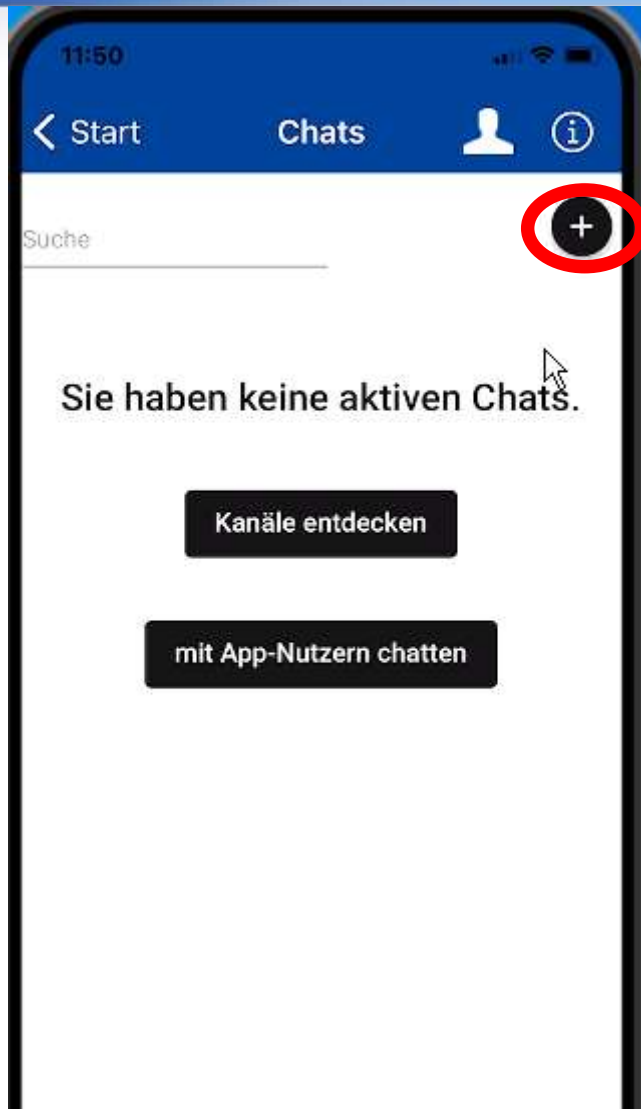 11:50
Start Chats
Suche
Sie haben keine aktiven Chats.
Kanäle entdecken
mit App-Nutzern chatten